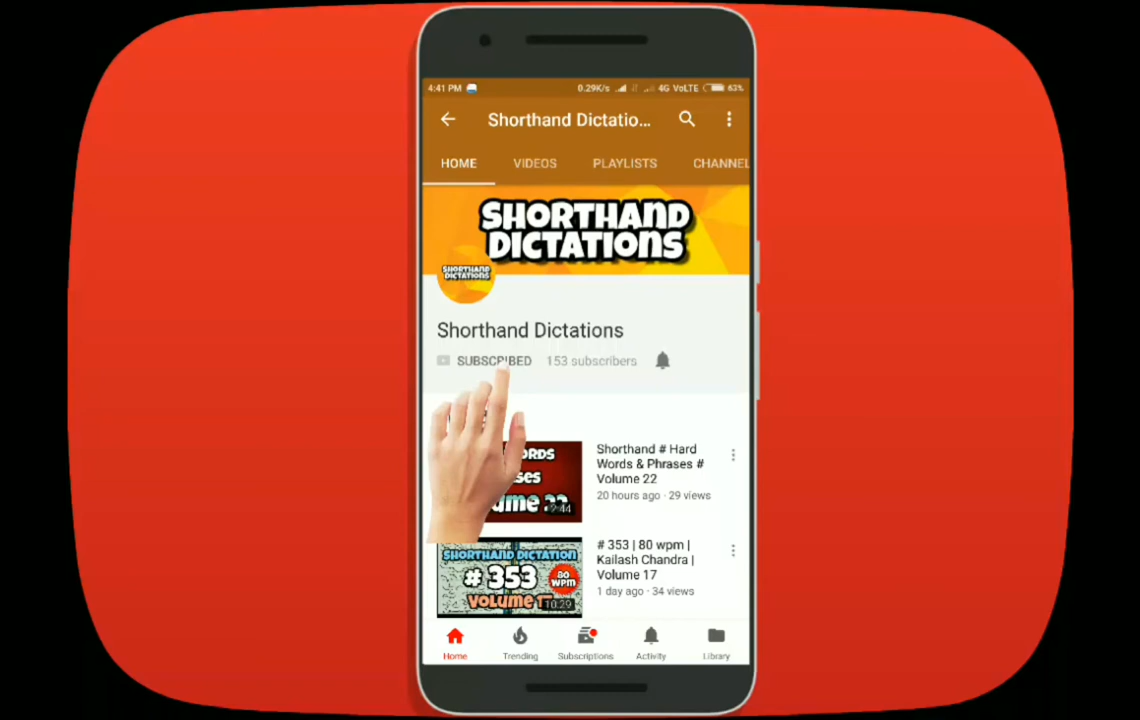 4:41 PM 0.29K/s 4G VoLTE 63%
Shorthand Dictatio...
HOME VIDEOS PLAYLISTS CHANNEL
SHORTHAND
DICTATIONS
SHORTHAND
DICTATIONS
Shorthand Dictations
SUBSCRIBED 153 subscribers
2:44
Shorthand # Hard
Words & Phrases #
Volume 22
20 hours ago · 29 views
SHORTHAND DICTATION
# 353
80
WPM
10:29
# 353 | 80 wpm |
Kailash Chandra |
Volume 17
1 day ago · 34 views
Home Trending Subscriptions Activity Library